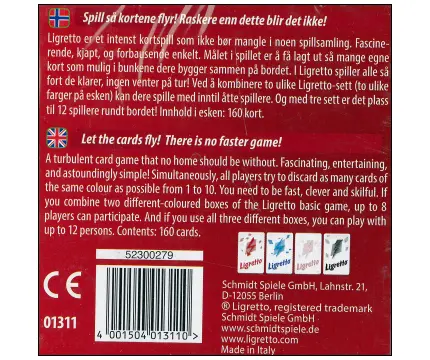 Spill så kortene flyr! Raskere enn dette blir det ikke!
Ligretto er et intenst kortspill som ikke bør mangle i noen spillsamling. Fascine-
rende, kjapt, og forbausende enkelt. Målet i spillet er å få lagt ut så mange egne
kort som mulig i bunkene dere bygger sammen på bordet. I Ligretto spiller alle så
fort de klarer, ingen venter på tur! Ved å kombinere to ulike Ligretto-sett (to ulike
farger på esken) kan dere spille med inntil åtte spillere. Og med tre sett er det plass
til 12 spillere rundt bordet! Innhold i esken: 160 kort.
Let the cards fly! There is no faster game!
A turbulent card game that no home should be without. Fascinating, entertaining,
and astoundingly simple! Simultaneously, all players try to discard as many cards of
the same colour as possible from 1 to 10. You need to be fast, clever and skilful. If
you combine two different-coloured boxes of the Ligretto basic game, up to 8
players can participate. And if you use all three different boxes, you can play with
up to 12 persons. Contents: 160 cards.
52300279
Ligretto Ligretto Ligretto Ligretto
CE
01311
4 001504 013110 >
Schmidt Spiele GmbH, Lahnstr. 21,
D-12055 Berlin
® Ligretto, registered trademark
Schmidt Spiele GmbH
www.schmidtspiele.de
www.ligretto.com
Made in Italy